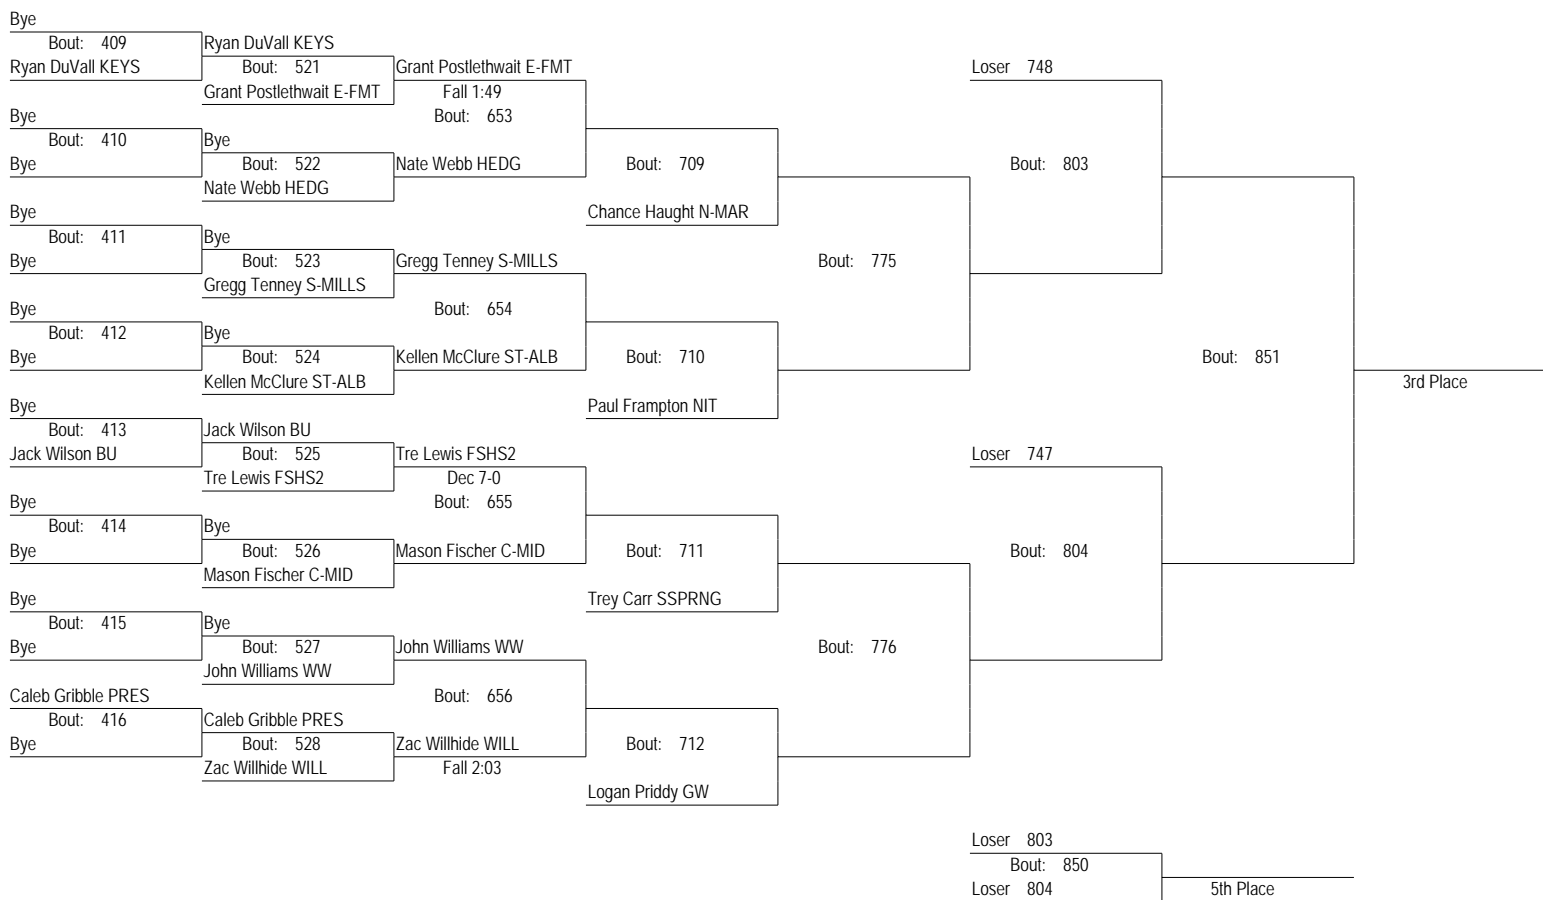 Bye
Bout: 409
Ryan DuVall KEYS
Bye
Bout: 410
Bye
Bye
Bout: 411
Bye
Bye
Bout: 412
Bye
Bye
Bout: 413
Jack Wilson BU
Bye
Bout: 414
Bye
Bye
Bout: 415
Bye
Caleb Gribble PRES
Bout: 416
Bye
Ryan DuVall KEYS
Bout: 521
Grant Postlethwait E-FMT
Bye
Bout: 522
Nate Webb HEDG
Bye
Bout: 523
Gregg Tenney S-MILLS
Bye
Bout: 524
Kellen McClure ST-ALB
Jack Wilson BU
Bout: 525
Tre Lewis FSHS2
Bye
Bout: 526
Mason Fischer C-MID
Bye
Bout: 527
John Williams WW
Caleb Gribble PRES
Bout: 528
Zac Willhide WILL
Grant Postlethwait E-FMT
Fall 1:49
Bout: 653
Nate Webb HEDG
Gregg Tenney S-MILLS
Bout: 654
Kellen McClure ST-ALB
Tre Lewis FSHS2
Dec 7-0
Bout: 655
Mason Fischer C-MID
John Williams WW
Bout: 656
Zac Willhide WILL
Fall 2:03
Bout: 709
Chance Haught N-MAR
Bout: 710
Paul Frampton NIT
Bout: 711
Trey Carr SSPRNG
Bout: 712
Logan Priddy GW
Bout: 775
Bout: 776
Loser 748
Bout: 803
Loser 747
Bout: 804
Bout: 851
3rd Place
Loser 803
Bout: 850
Loser 804
5th Place